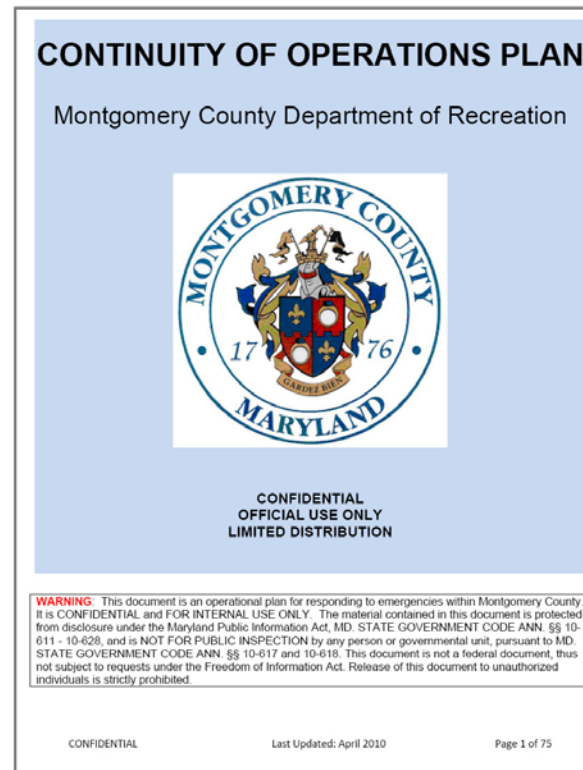 CONTINUITY OF OPERATIONS PLAN
Montgomery County Department of Recreation
MONTGOMERY COUNTY
17 76
GARDEZ BIEN
MARYLAND
CONFIDENTIAL
OFFICIAL USE ONLY
LIMITED DISTRIBUTION
WARNING: This document is an operational plan for responding to emergencies within Montgomery County.
It is CONFIDENTIAL and FOR INTERNAL USE ONLY. The material contained in this document is protected
from disclosure under the Maryland Public Information Act, MD. STATE GOVERNMENT CODE ANN. §§ 10-
611 - 10-628, and is NOT FOR PUBLIC INSPECTION by any person or governmental unit, pursuant to MD.
STATE GOVERNMENT CODE ANN. §§ 10-617 and 10-618. This document is not a federal document, thus
not subject to requests under the Freedom of Information Act. Release of this document to unauthorized
individuals is strictly prohibited.
CONFIDENTIAL Last Updated: April 2010 Page 1 of 75